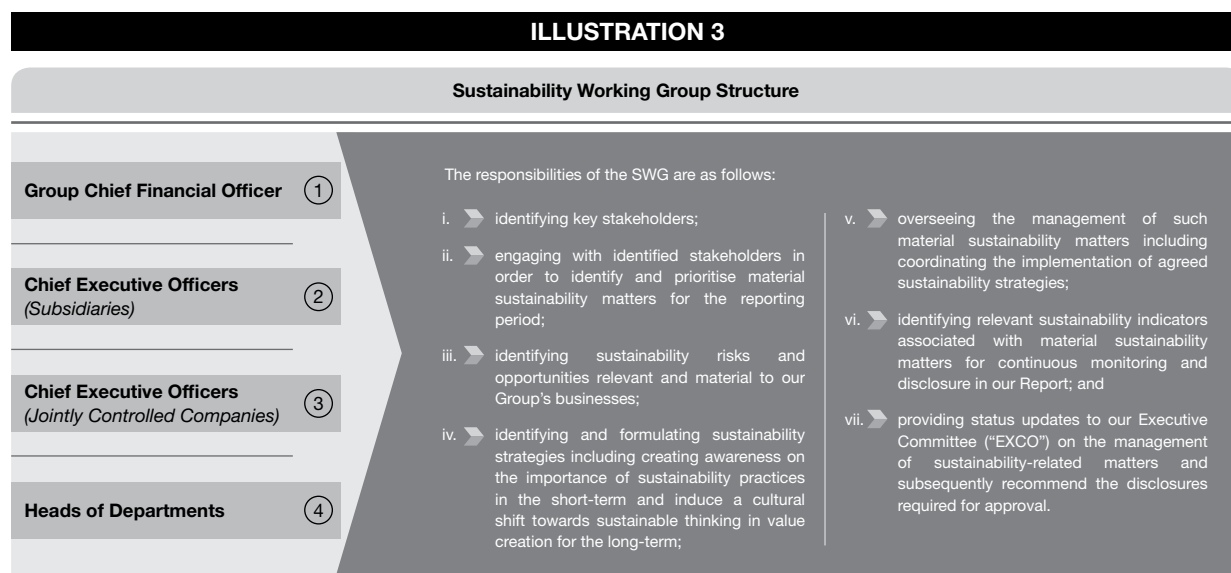 ILLUSTRATION 3
Sustainability Working Group Structure
Group Chief Financial Officer 1
Chief Executive Officers
(Subsidiaries)
2
Chief Executive Officers
(Jointly Controlled Companies)
3
Heads of Departments 4
The responsibilities of the SWG are as follows:
i. identifying key stakeholders;
ii. engaging with identified stakeholders in
order to identify and prioritise material
sustainability matters for the reporting
period;
iii. identifying sustainability risks and
opportunities relevant and material to our
Group's businesses;
iv. identifying and formulating sustainability
strategies including creating awareness on
the importance of sustainability practices
in the short-term and induce a cultural
shift towards sustainable thinking in value
creation for the long-term;
v. overseeing the management of such
material sustainability matters including
coordinating the implementation of agreed
sustainability strategies;
vi. identifying relevant sustainability indicators
associated with material sustainability
matters for continuous monitoring and
disclosure in our Report; and
vii. providing status updates to our Executive
Committee (“EXCO”) on the management
of sustainability-related matters and
subsequently recommend the disclosures
required for approval.